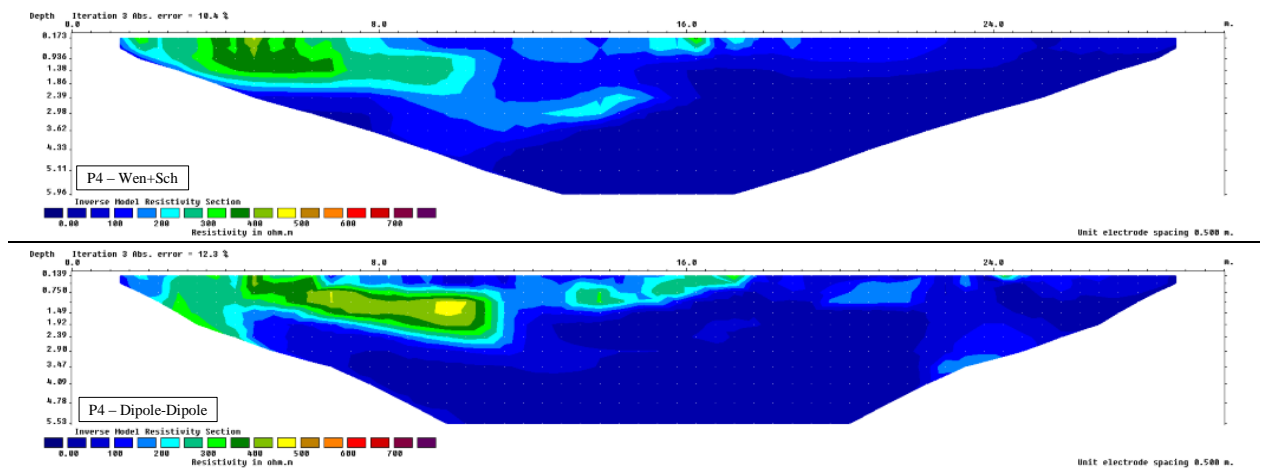 Depth Iteration 3 Abs. error = 10.4 %
0.0 8.0 16.0 24.0 m.
0.173
0.936
1.38
1.86
2.39
2.98
3.62
4.33
5.11
5.96
P4 – Wen+Sch
Inverse Model Resistivity Section
0.00 100 200 300 400 500 600 700
Resistivity in ohm.m
Unit electrode spacing 0.500 m.
Depth Iteration 3 Abs. error = 12.3 %
0.0 8.0 16.0 24.0 m.
0.139
0.750
1.49
1.92
2.39
2.90
3.47
4.09
4.78
5.53
P4 – Dipole-Dipole
Inverse Model Resistivity Section
0.00 100 200 300 400 500 600 700
Resistivity in ohm.m
Unit electrode spacing 0.500 m.